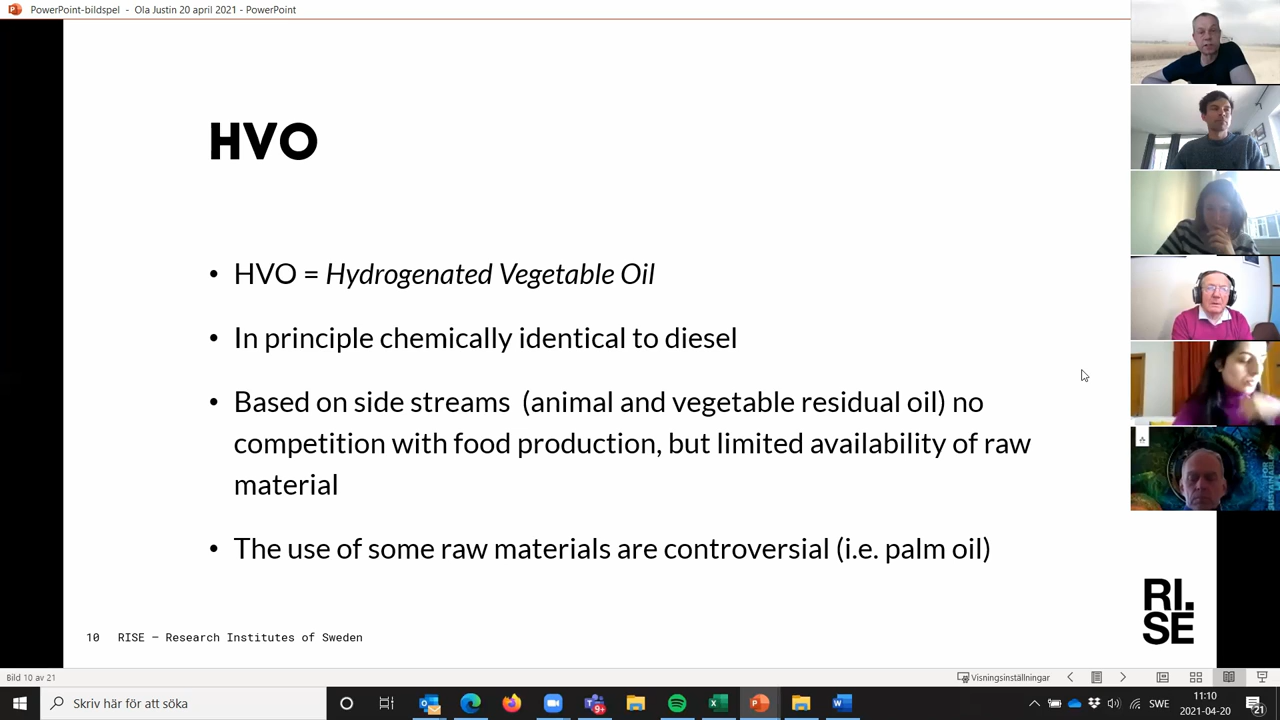 PowerPoint-bildspel - Ola Justin 20 april 2021 - PowerPoint
HVO
• HVO = Hydrogenated Vegetable Oil
• In principle chemically identical to diesel
• Based on side streams (animal and vegetable residual oil) no
competition with food production, but limited availability of raw
material
• The use of some raw materials are controversial (i.e. palm oil)
RI.
SE
10 RISE — Research Institutes of Sweden
Bild 10 av 21
Visningsinställningar
Skriv här för att söka
9+
SWE
11:10
2021-04-20
21